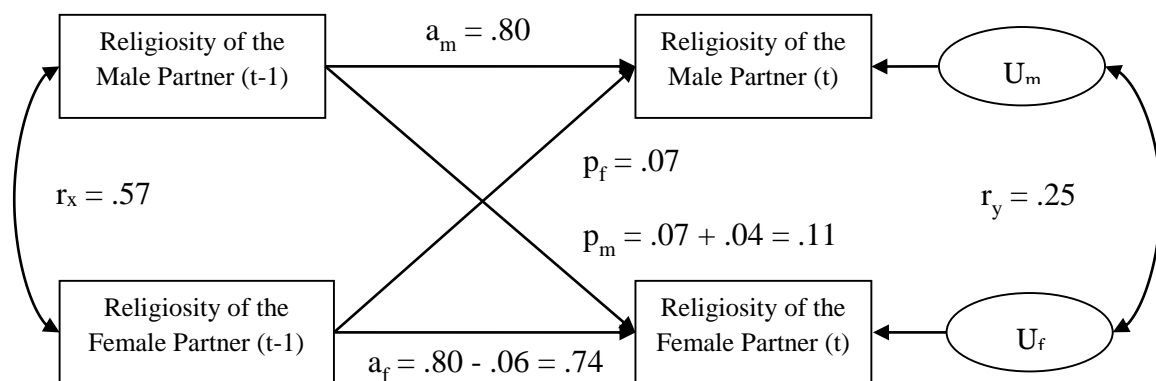 Religiosity of the
Male Partner (t-1)
a_m = .80
Religiosity of the
Male Partner (t)
U_m
r_x = .57
p_f = .07
p_m = .07 + .04 = .11
r_y = .25
Religiosity of the
Female Partner (t-1)
a_f = .80 - .06 = .74
Religiosity of the
Female Partner (t)
U_f